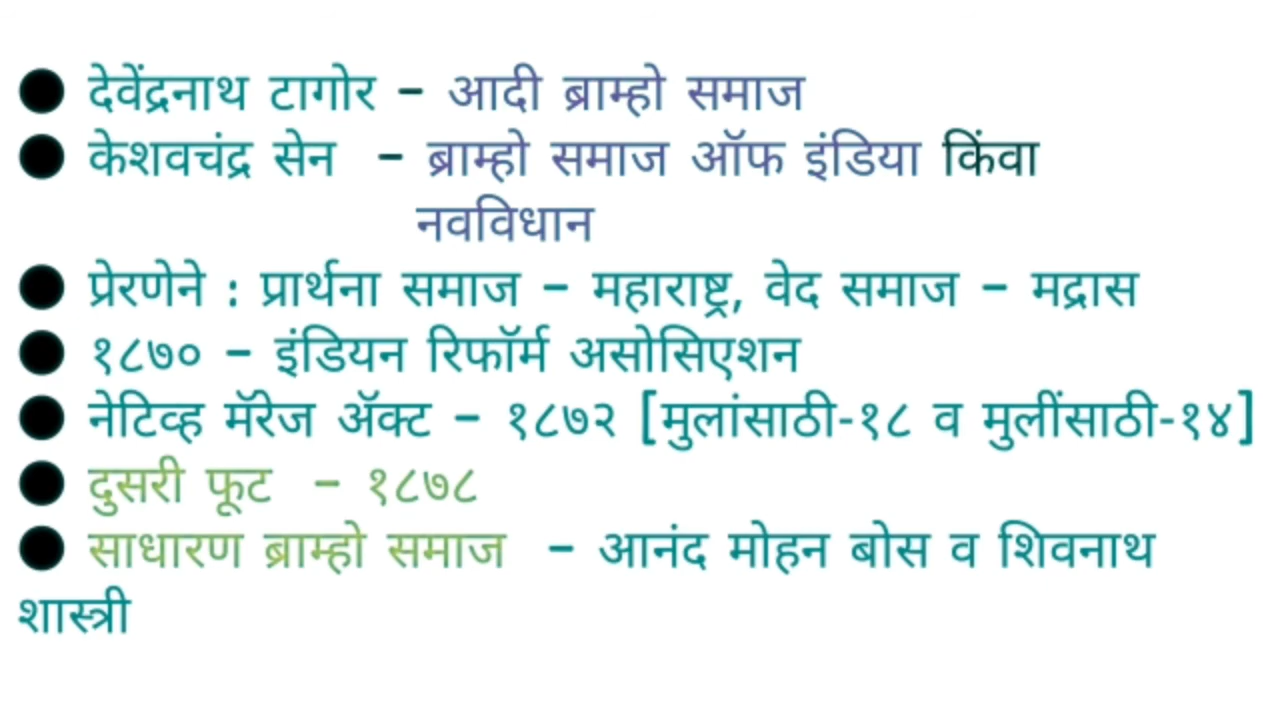 ● देवेंद्रनाथ टागोर – आदी ब्राम्हो समाज
● केशवचंद्र सेन – ब्राम्हो समाज ऑफ इंडिया किंवा
नवविधान
● प्रेरणेने : प्रार्थना समाज – महाराष्ट्र, वेद समाज – मद्रास
● १८७० – इंडियन रिफॉर्म असोसिएशन
● नेटिव्ह मॅरेज ॲक्ट – १८७२ [मुलांसाठी-१८ व मुलींसाठी-१४]
● दुसरी फूट – १८७८
● साधारण ब्राम्हो समाज – आनंद मोहन बोस व शिवनाथ
शास्त्री